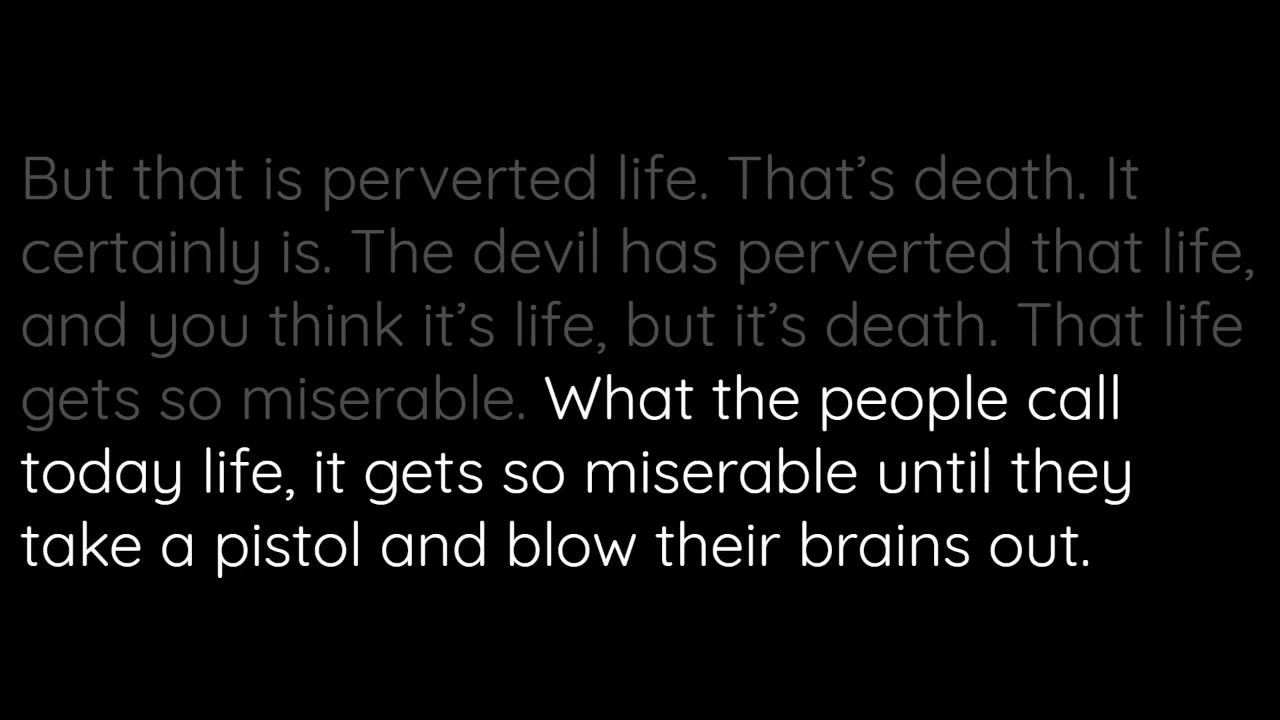 But that is perverted life. That’s death. It
certainly is. The devil has perverted that life,
and you think it’s life, but it’s death. That life
gets so miserable. What the people call
today life, it gets so miserable until they
take a pistol and blow their brains out.